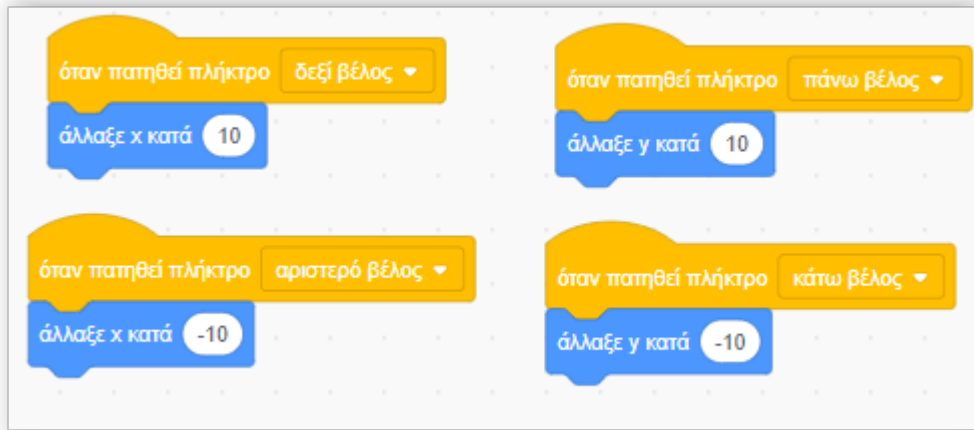 όταν πατηθεί πλήκτρο δεξί βέλος
άλλαξε x κατά 10
όταν πατηθεί πλήκτρο πάνω βέλος
άλλαξε y κατά 10
όταν πατηθεί πλήκτρο αριστερό βέλος
άλλαξε x κατά -10
όταν πατηθεί πλήκτρο κάτω βέλος
άλλαξε y κατά -10